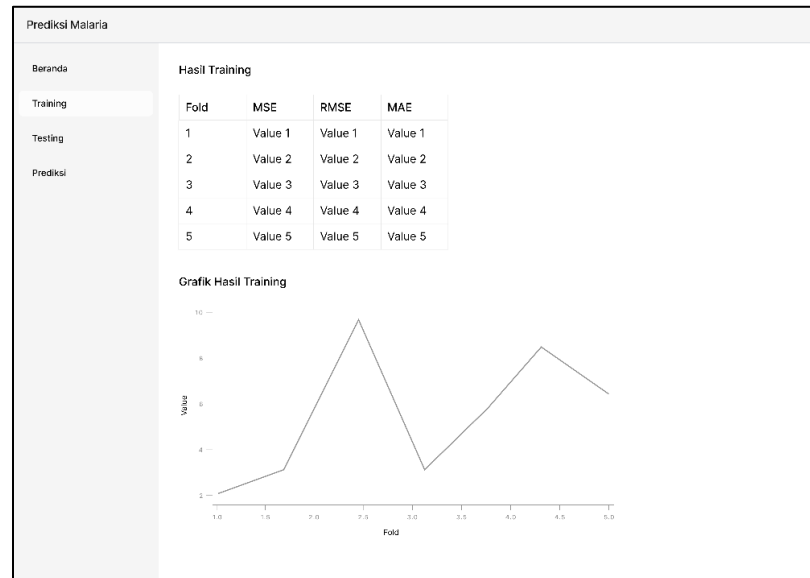 Prediksi Malaria
Beranda
Training
Testing
Prediksi
Hasil Training
Fold MSE RMSE MAE
1 Value 1 Value 1 Value 1
2 Value 2 Value 2 Value 2
3 Value 3 Value 3 Value 3
4 Value 4 Value 4 Value 4
5 Value 5 Value 5 Value 5
Grafik Hasil Training
10
8
6
4
2
Value
1.0 1.5 2.0 2.5 3.0 3.5 4.0 4.5 5.0
Fold